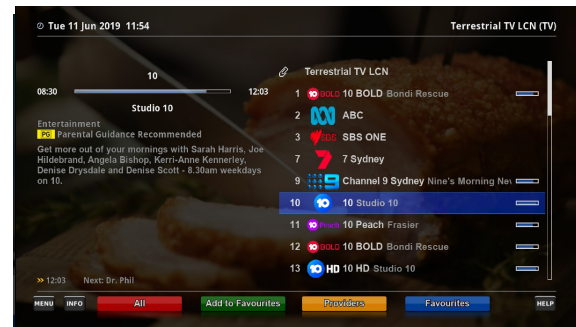 Tue 11 Jun 2019 11:54
Terrestrial TV LCN (TV)
10
08:30 12:03
Studio 10
Entertainment
PG Parental Guidance Recommended
Get more out of your mornings with Sarah Harris, Joe
Hildebrand, Angela Bishop, Kerri-Anne Kennerley,
Denise Drysdale and Denise Scott - 8.30am weekdays
on 10.
» 12:03 Next: Dr. Phil
Terrestrial TV LCN
1 10 BOLD 10 BOLD Bondi Rescue
2 ABC
3 SBS SBS ONE
7 7 7 Sydney
9 9 Channel 9 Sydney Nine's Morning Nev
10 10 10 Studio 10
11 10 Peach 10 Peach Frasier
12 10 BOLD 10 BOLD Bondi Rescue
13 10 HD 10 HD Studio 10
MENU INFO All Add to Favourites Providers Favourites HELP